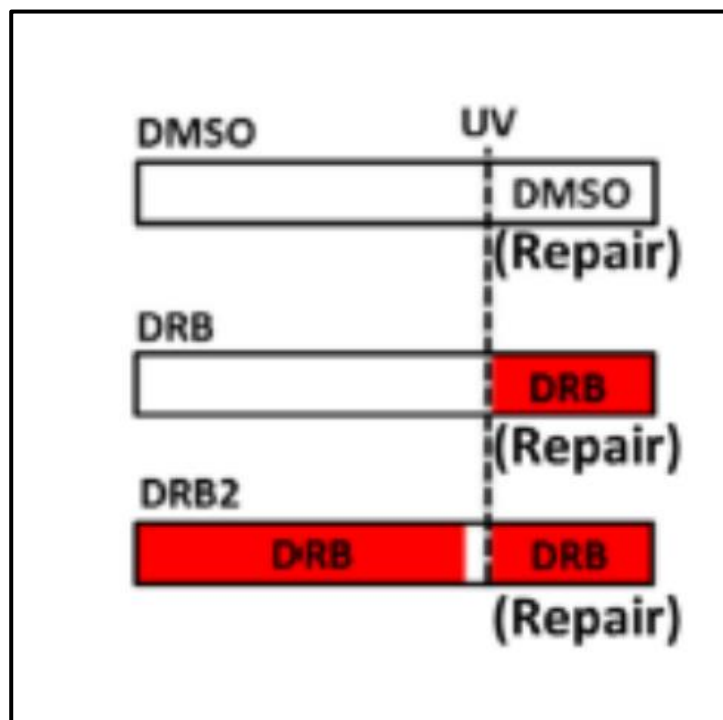 UV
DMSO
DMSO
(Repair)
DRB
DRB
(Repair)
DRB2
DRB DRB
(Repair)